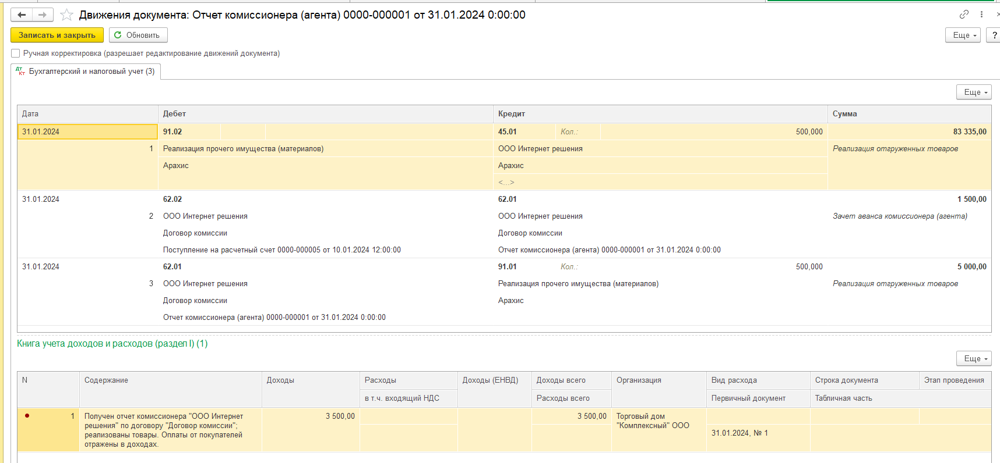 Движения документа: Отчет комиссионера (агента) 0000-000001 от 31.01.2024 0:00:00
Записать и закрыть Обновить Еще ?
Ручная корректировка (разрешает редактирование движений документа)
Дт Кт Бухгалтерский и налоговый учет (3)
Еще
Дата Дебет Кредит Сумма
31.01.2024 91.02 45.01 Кол.: 500,000 83 335,00
1 Реализация прочего имущества (материалов) ООО Интернет решения Реализация отгруженных товаров
Арахис Арахис
<...>
31.01.2024 62.02 62.01 1 500,00
2 ООО Интернет решения ООО Интернет решения Зачет аванса комиссионера (агента)
Договор комиссии Договор комиссии
Поступление на расчетный счет 0000-000005 от 10.01.2024 12:00:00 Отчет комиссионера (агента) 0000-000001 от 31.01.2024 0:00:00
31.01.2024 62.01 91.01 Кол.: 500,000 5 000,00
3 ООО Интернет решения Реализация прочего имущества (материалов) Реализация отгруженных товаров
Договор комиссии Арахис
Отчет комиссионера (агента) 0000-000001 от 31.01.2024 0:00:00
Книга учета доходов и расходов (раздел I) (1)
Еще
N Содержание Доходы Расходы Доходы (ЕНВД) Доходы всего Организация Вид расхода Строка документа Этап проведения
в т.ч. входящий НДС Расходы всего Первичный документ Табличная часть
1 Получен отчет комиссионера "ООО Интернет 3 500,00 3 500,00 Торговый дом
решения" по договору "Договор комиссии"; "Комплексный" ООО
реализованы товары. Оплаты от покупателей 31.01.2024, № 1
отражены в доходах.